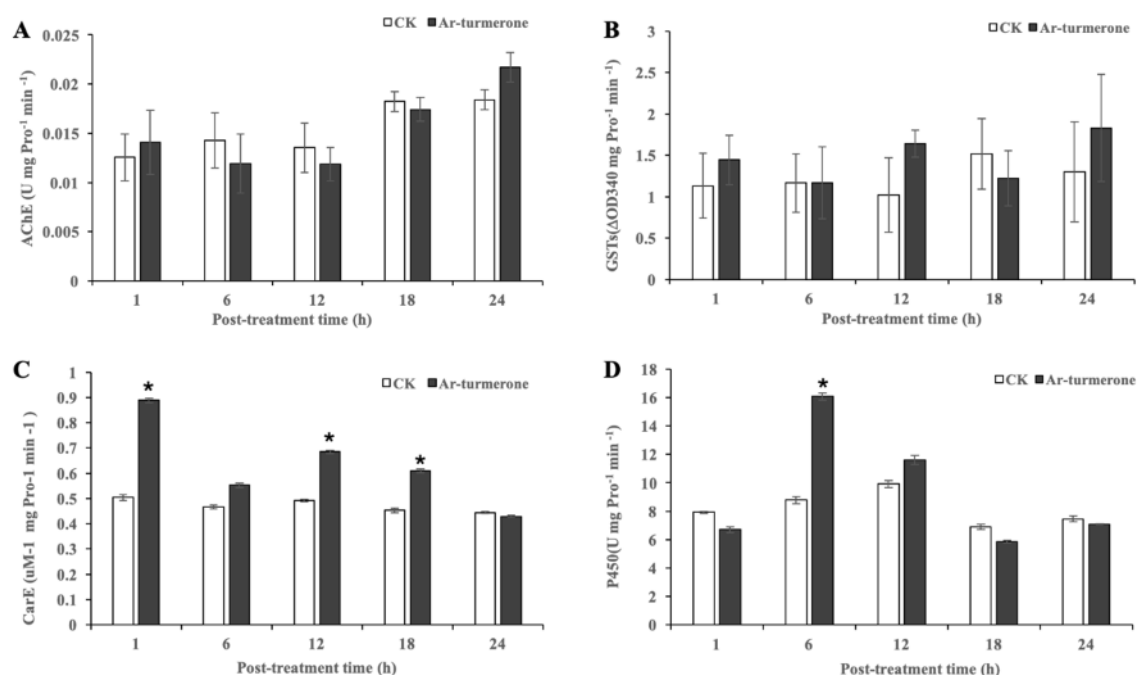 A
CK Ar-turmerone
0.025
0.02
0.015
0.01
0.005
0
AChE (U mg Pro⁻¹ min ⁻¹)
1 6 12 18 24
Post-treatment time (h)
B
CK Ar-turmerone
3
2.5
2
1.5
1
0.5
0
GSTs(ΔOD340 mg Pro⁻¹ min ⁻¹)
1 6 12 18 24
Post-treatment time (h)
C
CK Ar-turmerone
1
0.9
0.8
0.7
0.6
0.5
0.4
0.3
0.2
0.1
0
CarE (uM-1 mg Pro-1 min -1 )
* * *
1 6 12 18 24
Post-treatment time (h)
D
CK Ar-turmerone
18
16
14
12
10
8
6
4
2
0
P450(U mg Pro⁻¹ min ⁻¹)
*
1 6 12 18 24
Post-treatment time (h)